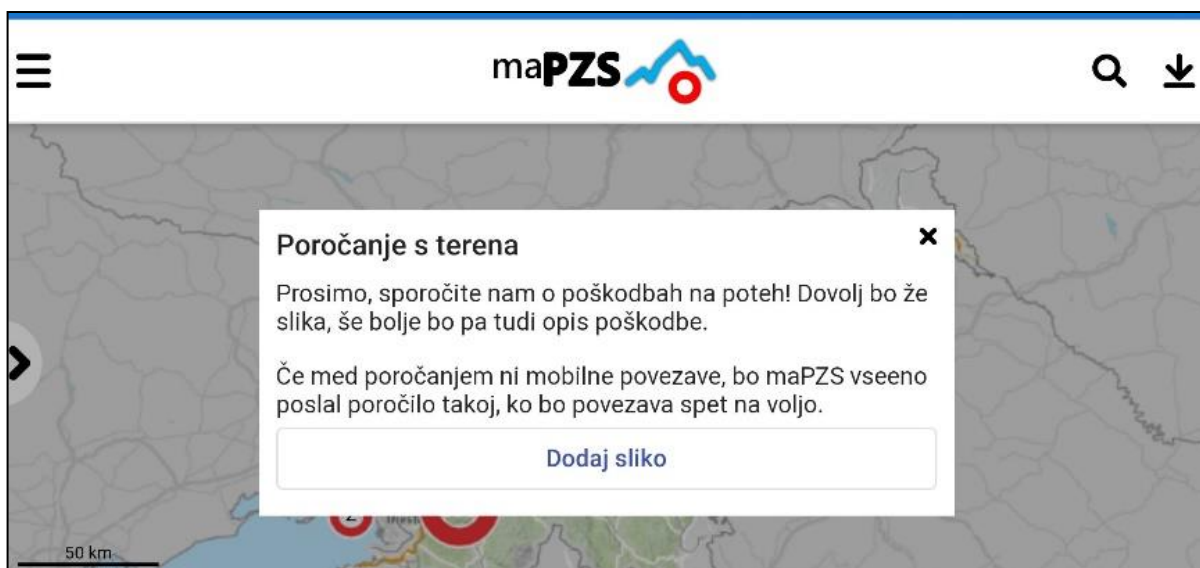 maPZS
Poročanje s terena
Prosimo, sporočite nam o poškodbah na poteh! Dovolj bo že
slika, še bolje bo pa tudi opis poškodbe.
Če med poročanjem ni mobilne povezave, bo maPZS vseeno
poslal poročilo takoj, ko bo povezava spet na voljo.
Dodaj sliko
50 km